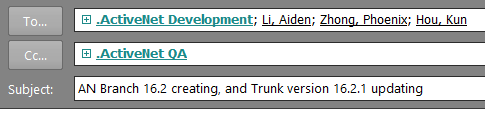 To... .ActiveNet Development; Li, Aiden; Zhong, Phoenix; Hou, Kun
Cc... .ActiveNet QA
Subject: AN Branch 16.2 creating, and Trunk version 16.2.1 updating